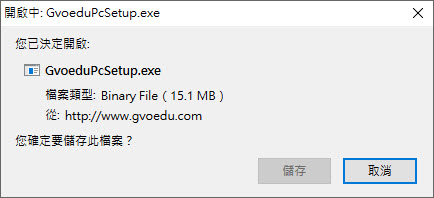 開啟中: GvoeduPcSetup.exe
您已決定開啟:
GvoeduPcSetup.exe
檔案類型: Binary File ( 15.1 MB )
從: http://www.gvoedu.com
您確定要儲存此檔案？
儲存 取消